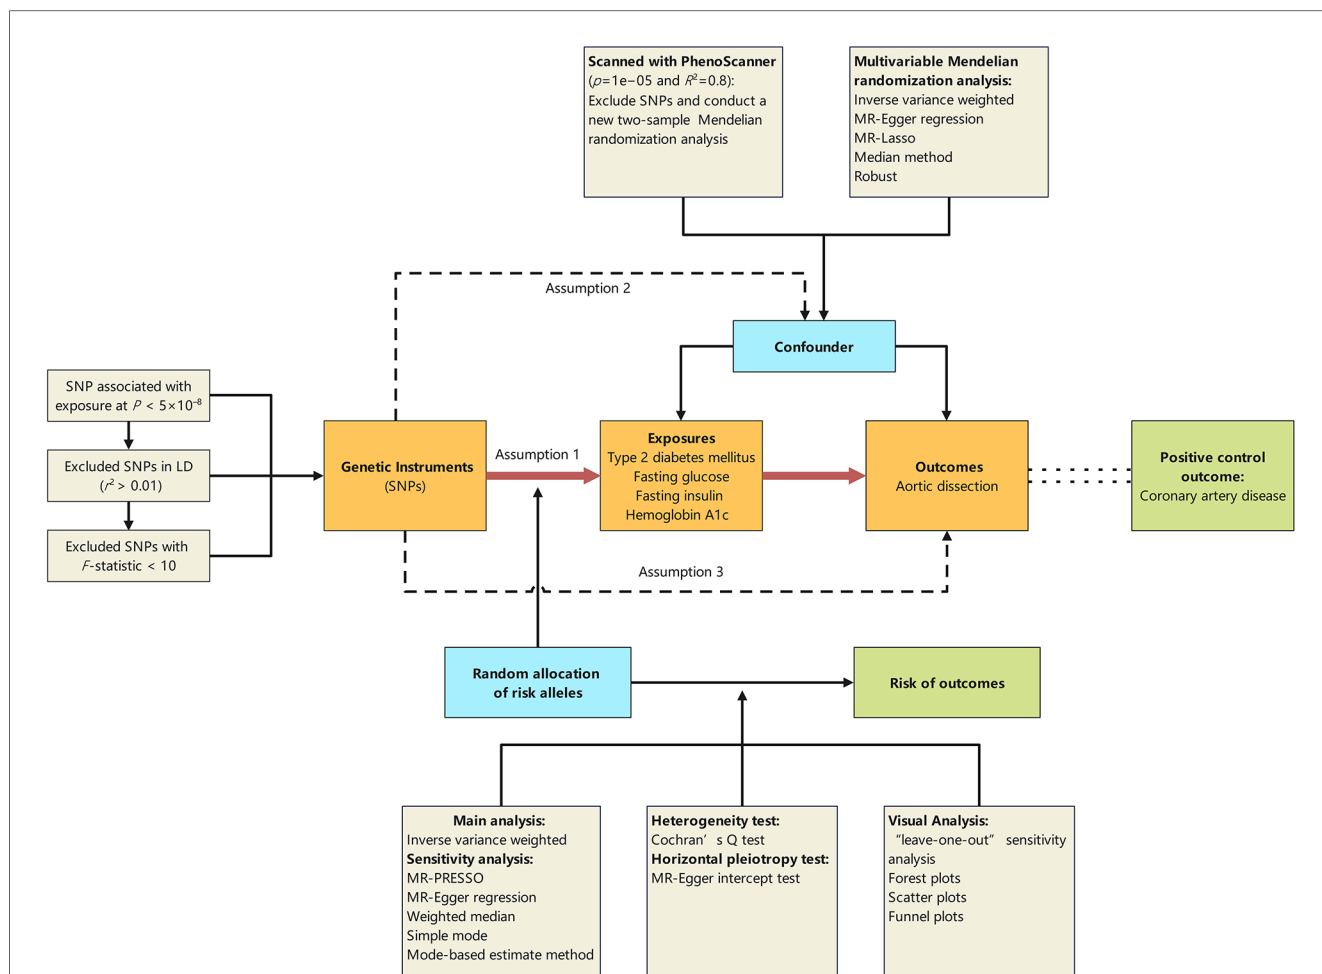 Scanned with PhenoScanner
(p=1e−05 and R²=0.8):
Exclude SNPs and conduct a
new two-sample Mendelian
randomization analysis
Multivariable Mendelian
randomization analysis:
Inverse variance weighted
MR-Egger regression
MR-Lasso
Median method
Robust
Assumption 2
Confounder
SNP associated with
exposure at P < 5×10⁻⁸
Excluded SNPs in LD
(r² > 0.01)
Excluded SNPs with
F-statistic < 10
Genetic Instruments
(SNPs)
Assumption 1
Exposures
Type 2 diabetes mellitus
Fasting glucose
Fasting insulin
Hemoglobin A1c
Outcomes
Aortic dissection
Positive control
outcome:
Coronary artery disease
Assumption 3
Random allocation
of risk alleles
Risk of outcomes
Main analysis:
Inverse variance weighted
Sensitivity analysis:
MR-PRESSO
MR-Egger regression
Weighted median
Simple mode
Mode-based estimate method
Heterogeneity test:
Cochran’s Q test
Horizontal pleiotropy test:
MR-Egger intercept test
Visual Analysis:
“leave-one-out” sensitivity
analysis
Forest plots
Scatter plots
Funnel plots